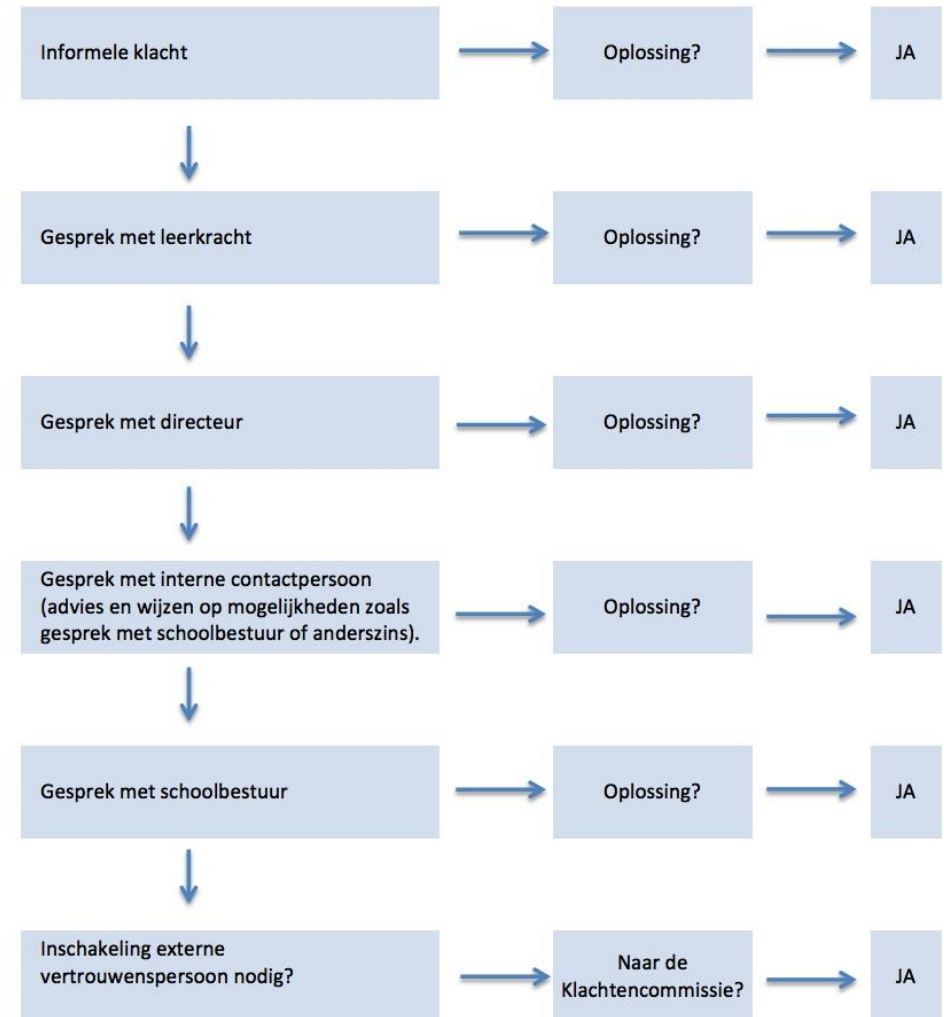 Informele klacht
Oplossing?
JA
Gesprek met leerkracht
Oplossing?
JA
Gesprek met directeur
Oplossing?
JA
Gesprek met interne contactpersoon
(advies en wijzen op mogelijkheden zoals
gesprek met schoolbestuur of anderszins).
Oplossing?
JA
Gesprek met schoolbestuur
Oplossing?
JA
Inschakeling externe
vertrouwenspersoon nodig?
Naar de
Klachtencommissie?
JA